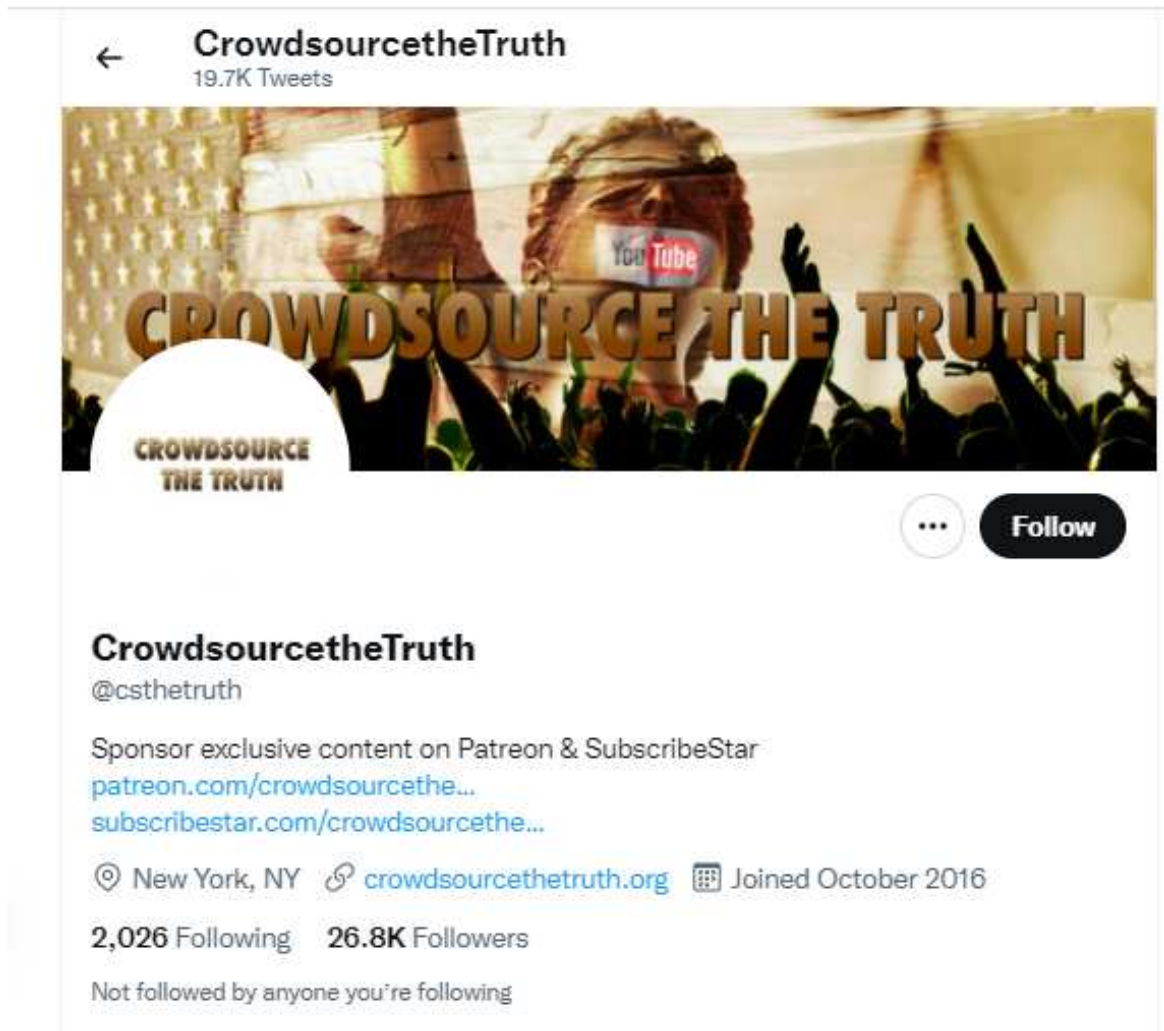 CrowdsourcetheTruth
19.7K Tweets
You Tube
CROWDSOURCE THE TRUTH
CROWDSOURCE
THE TRUTH
Follow
CrowdsourcetheTruth
@csthetruth
Sponsor exclusive content on Patreon & SubscribeStar
patreon.com/crowdsourcethe...
subscribestar.com/crowdsourcethe...
New York, NY crowdsourcethetruth.org Joined October 2016
2,026 Following 26.8K Followers
Not followed by anyone you're following